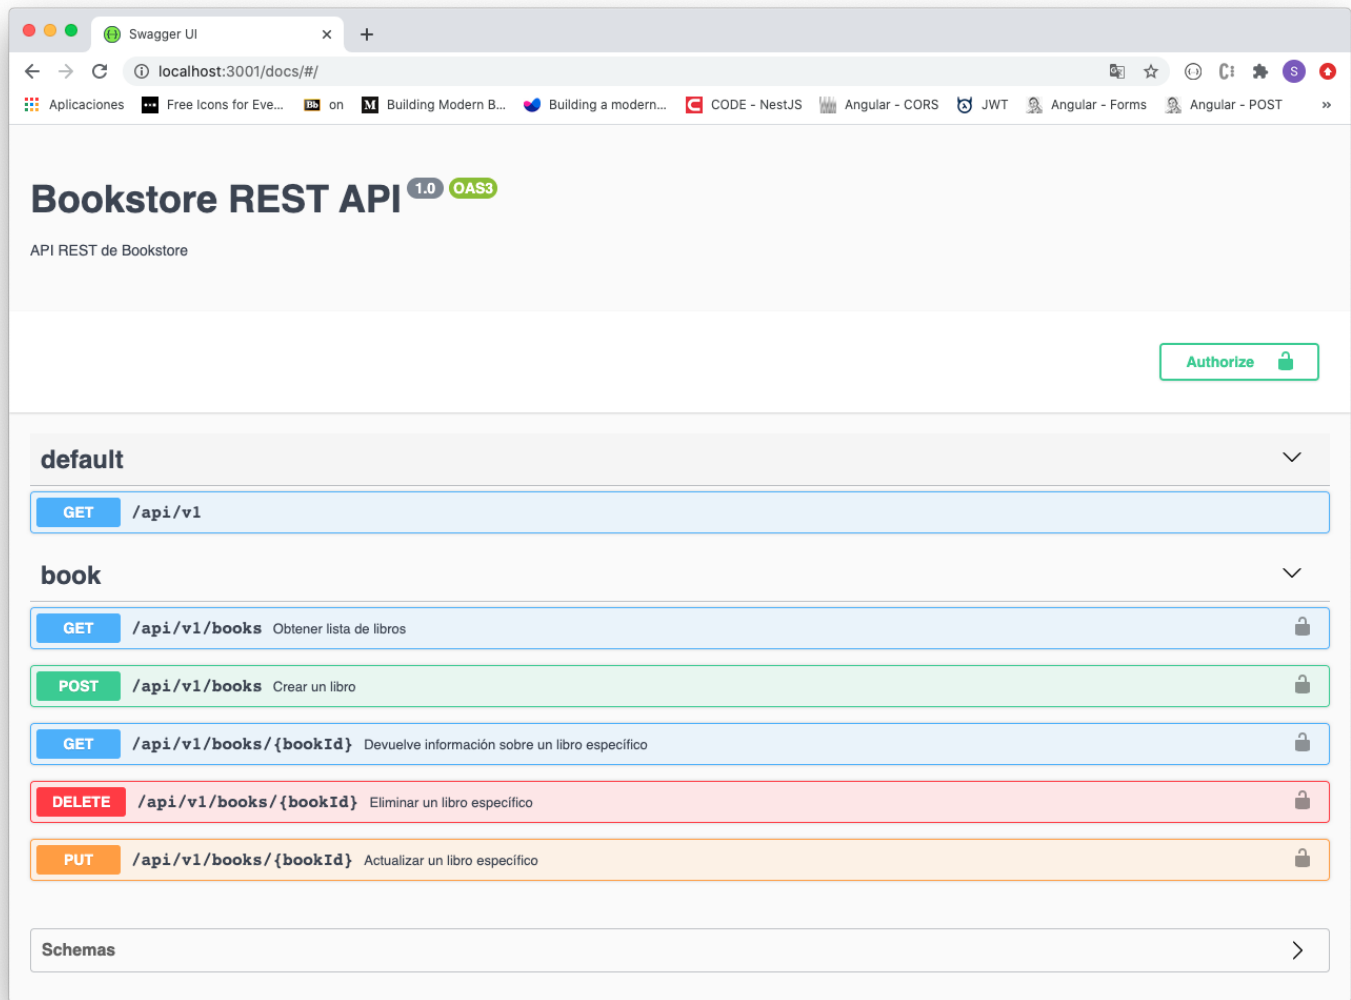 Swagger UI
localhost:3001/docs/#/
Aplicaciones Free Icons for Eve... Bb on M Building Modern B... Building a modern... CODE - NestJS Angular - CORS JWT Angular - Forms Angular - POST »
S
Bookstore REST API 1.0 OAS3
API REST de Bookstore
Authorize
default
GET /api/v1
book
GET /api/v1/books Obtener lista de libros
POST /api/v1/books Crear un libro
GET /api/v1/books/{bookId} Devuelve información sobre un libro específico
DELETE /api/v1/books/{bookId} Eliminar un libro específico
PUT /api/v1/books/{bookId} Actualizar un libro específico
Schemas